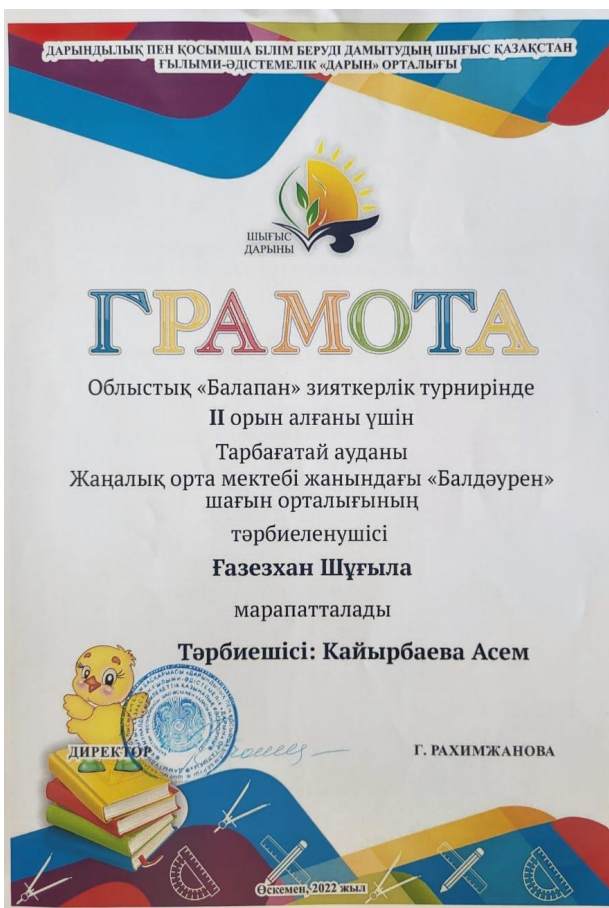 ДАРЫНДЫЛЫҚ ПЕН ҚОСЫМША БІЛІМ БЕРУДІ ДАМЫТУДЫҢ ШЫҒЫС ҚАЗАҚСТАН
ҒЫЛЫМИ-ӘДІСТЕМЕЛІК «ДАРЫН» ОРТАЛЫҒЫ
ШЫҒЫС
ДАРЫНЫ
ГРАМОТА
Облыстық «Балапан» зияткерлік турнирінде
II орын алғаны үшін
Тарбағатай ауданы
Жаңалық орта мектебі жанындағы «Балдәурен»
шағын орталығының
тәрбиеленушісі
Ғазезхан Шұғыла
марапатталады
Тәрбиешісі: Кайырбаева Асем
ДИРЕКТОР
Г. РАХИМЖАНОВА
Өскемен, 2022 жыл